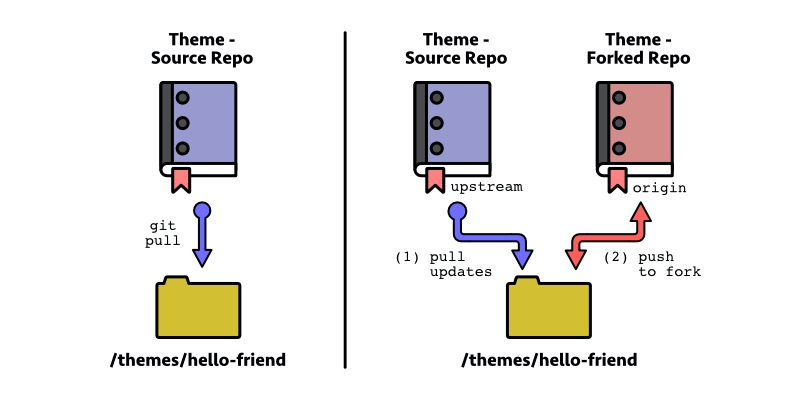 Theme -
Source Repo
git
pull
/themes/hello-friend
Theme -
Source Repo
Theme -
Forked Repo
upstream
origin
(1) pull
updates
(2) push
to fork
/themes/hello-friend